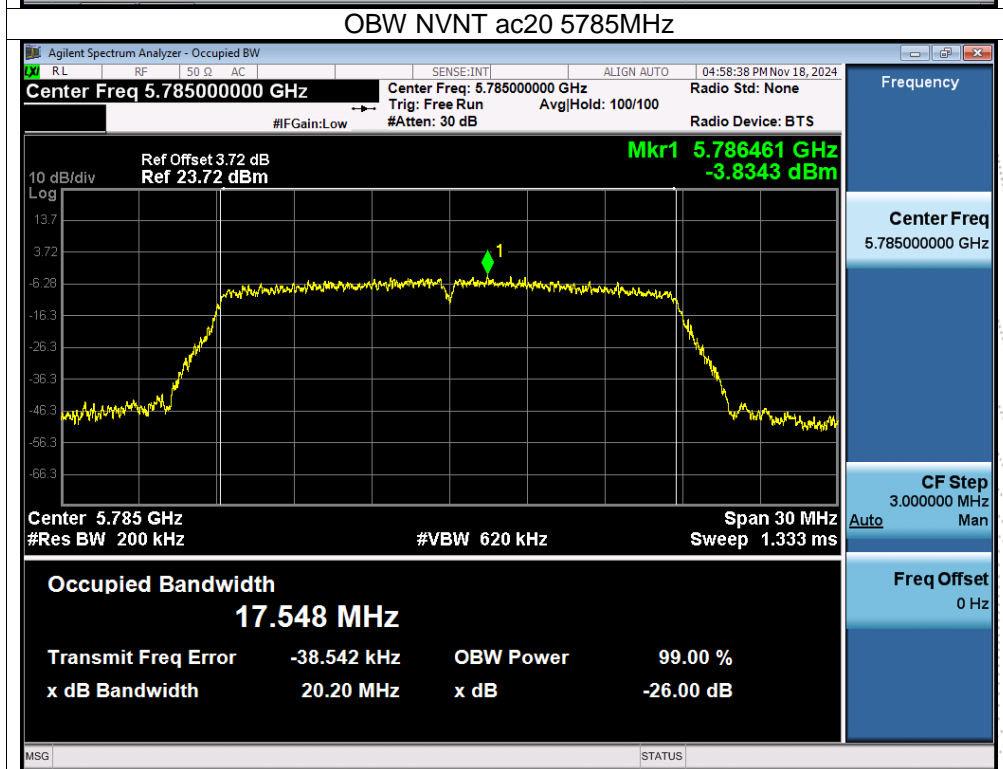 OBW NVNT ac20 5785MHz
Agilent Spectrum Analyzer - Occupied BW
LXI RL RF 50 Ω AC SENSE:INT ALIGN AUTO 04:58:38 PM Nov 18, 2024
Center Freq 5.785000000 GHz
Center Freq: 5.785000000 GHz
Radio Std: None
Trig: Free Run Avg|Hold: 100/100
#IFGain:Low #Atten: 30 dB Radio Device: BTS
Mkr1 5.786461 GHz
-3.8343 dBm
Ref Offset 3.72 dB
10 dB/div Ref 23.72 dBm
Log
13.7
3.72
-6.28
-16.3
-26.3
-36.3
-46.3
-56.3
-66.3
1
Center 5.785 GHz Span 30 MHz
#Res BW 200 kHz #VBW 620 kHz Sweep 1.333 ms
Occupied Bandwidth
17.548 MHz
Transmit Freq Error -38.542 kHz OBW Power 99.00 %
x dB Bandwidth 20.20 MHz x dB -26.00 dB
Frequency
Center Freq
5.785000000 GHz
CF Step
3.000000 MHz
Auto Man
Freq Offset
0 Hz
MSG STATUS